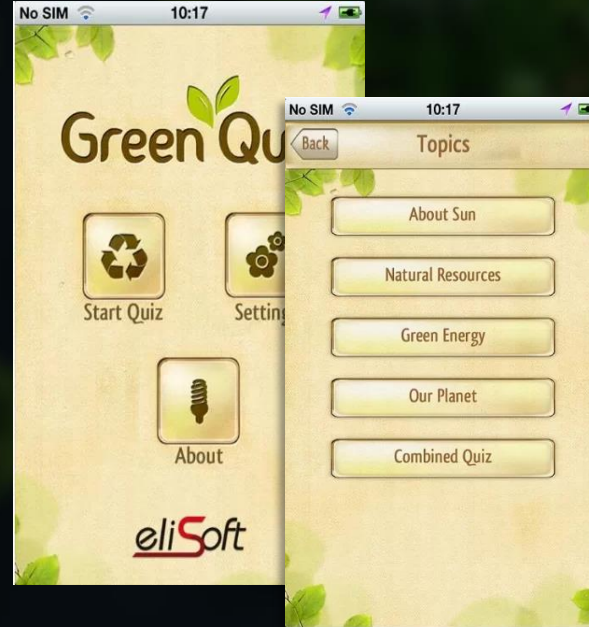 No SIM 10:17
Green Qu
Start Quiz
Setting
About
eliSoft
No SIM 10:17
Back
Topics
About Sun
Natural Resources
Green Energy
Our Planet
Combined Quiz